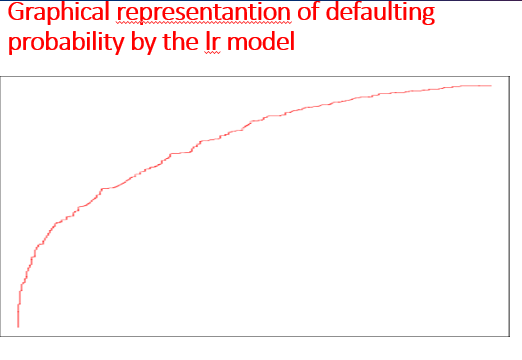 Graphical representantion of defaulting
probability by the lr model